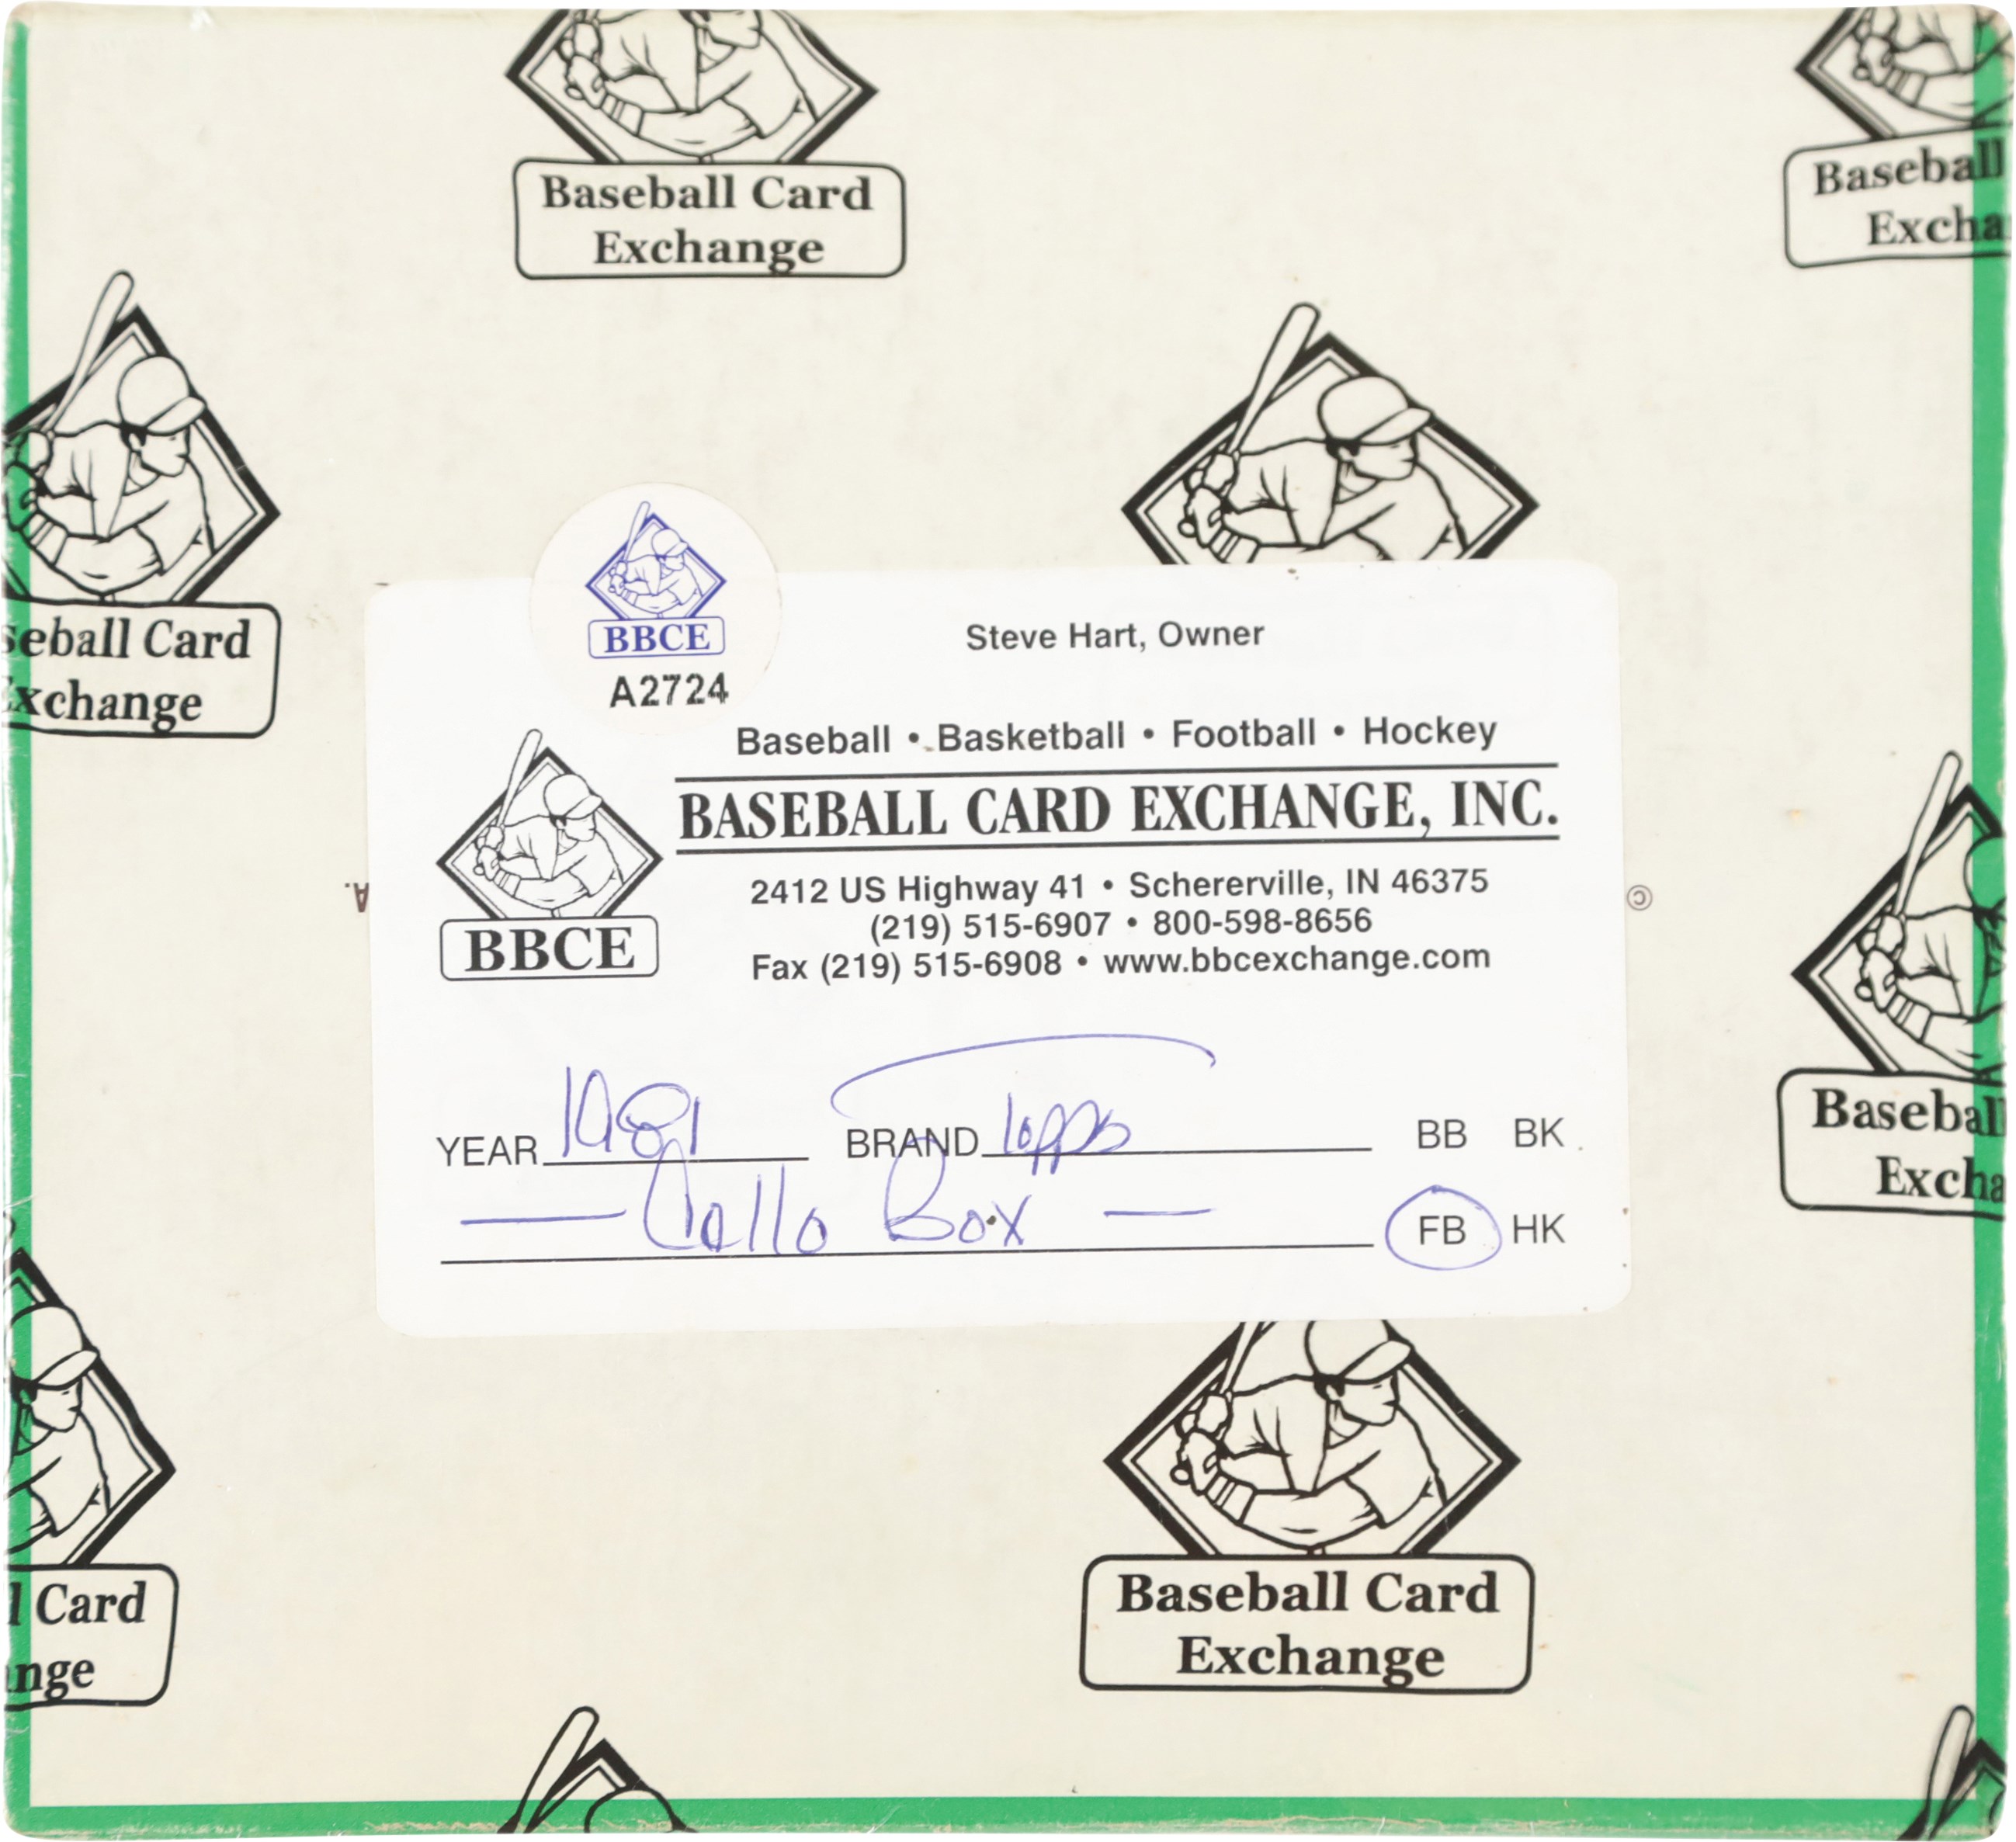 Baseball Card
Exchange
Baseball
Excha
seball Card
xchange
BBCE
A2724
Steve Hart, Owner
Baseball • Basketball • Football • Hockey
BASEBALL CARD EXCHANGE, INC.
2412 US Highway 41 • Schererville, IN 46375
(219) 515-6907 • 800-598-8656
Fax (219) 515-6908 • www.bbcexchange.com
BBCE
A.
©
YEAR 1981 BRAND Topps BB BK
— Cello Box — FB HK
Baseball
Excha
l Card
nge
Baseball Card
Exchange